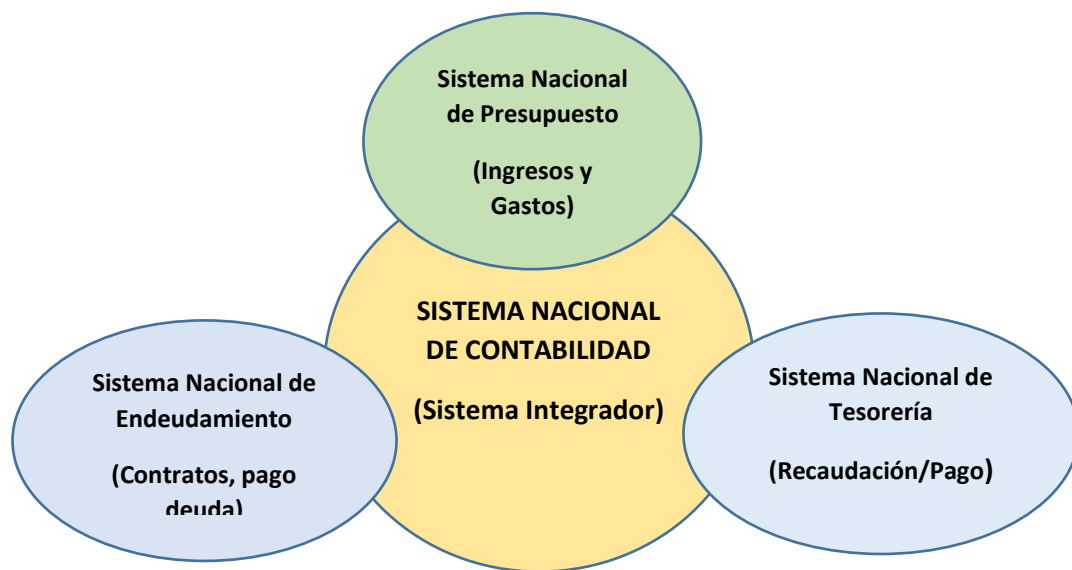 Sistema Nacional
de Presupuesto
(Ingresos y
Gastos)
SISTEMA NACIONAL
DE CONTABILIDAD
(Sistema Integrador)
Sistema Nacional de
Endeudamiento
(Contratos, pago
deuda)
Sistema Nacional de
Tesorería
(Recaudación/Pago)